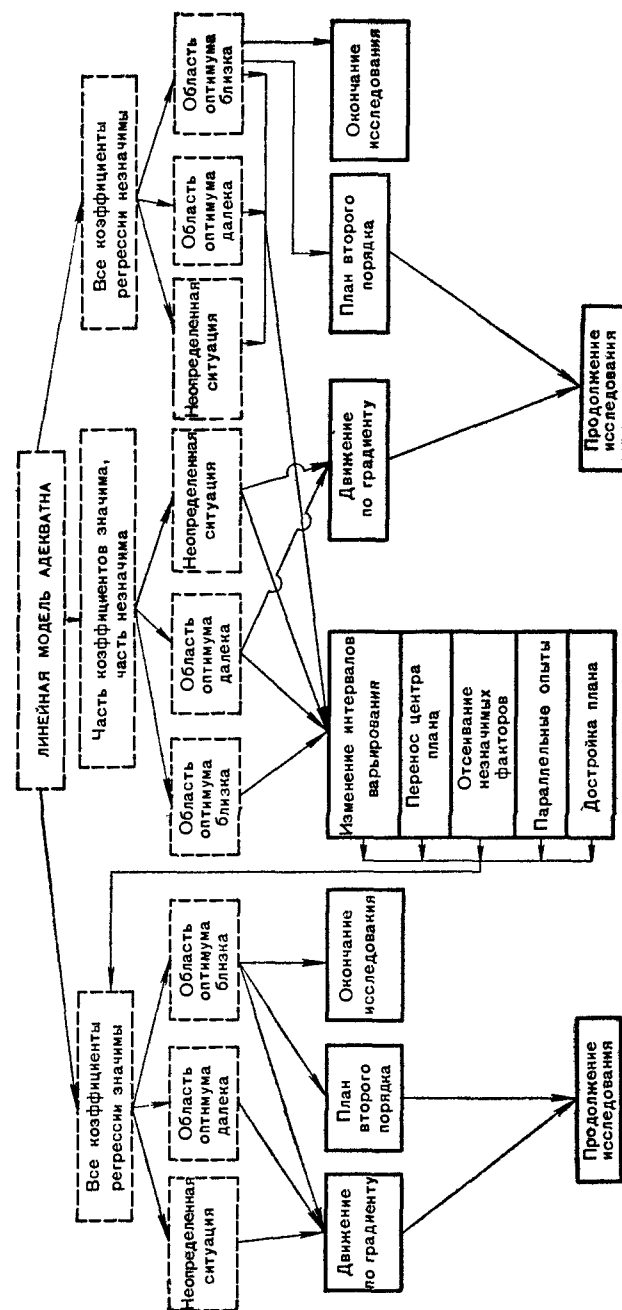 ЛИНЕЙНАЯ МОДЕЛЬ АДЕКВАТНА
Все коэффициенты
регрессии значимы
Часть коэффициентов значима,
часть незначима
Все коэффициенты
регрессии незначимы
Неопределенная
ситуация
Область
оптимума
далека
Область
оптимума
близка
Область
оптимума
близка
Область
оптимума
далека
Неопределенная
ситуация
Неопределенная
ситуация
Область
оптимума
далека
Область
оптимума
близка
Движение
по градиенту
План
второго
порядка
Окончание
исследования
Изменение интервалов
варьирования
Перенос центра
плана
Отсеивание
незначимых
факторов
Параллельные опыты
Достройка плана
Движение
по градиенту
План второго
порядка
Окончание
исследования
Продолжение
исследования
Продолжение
исследования